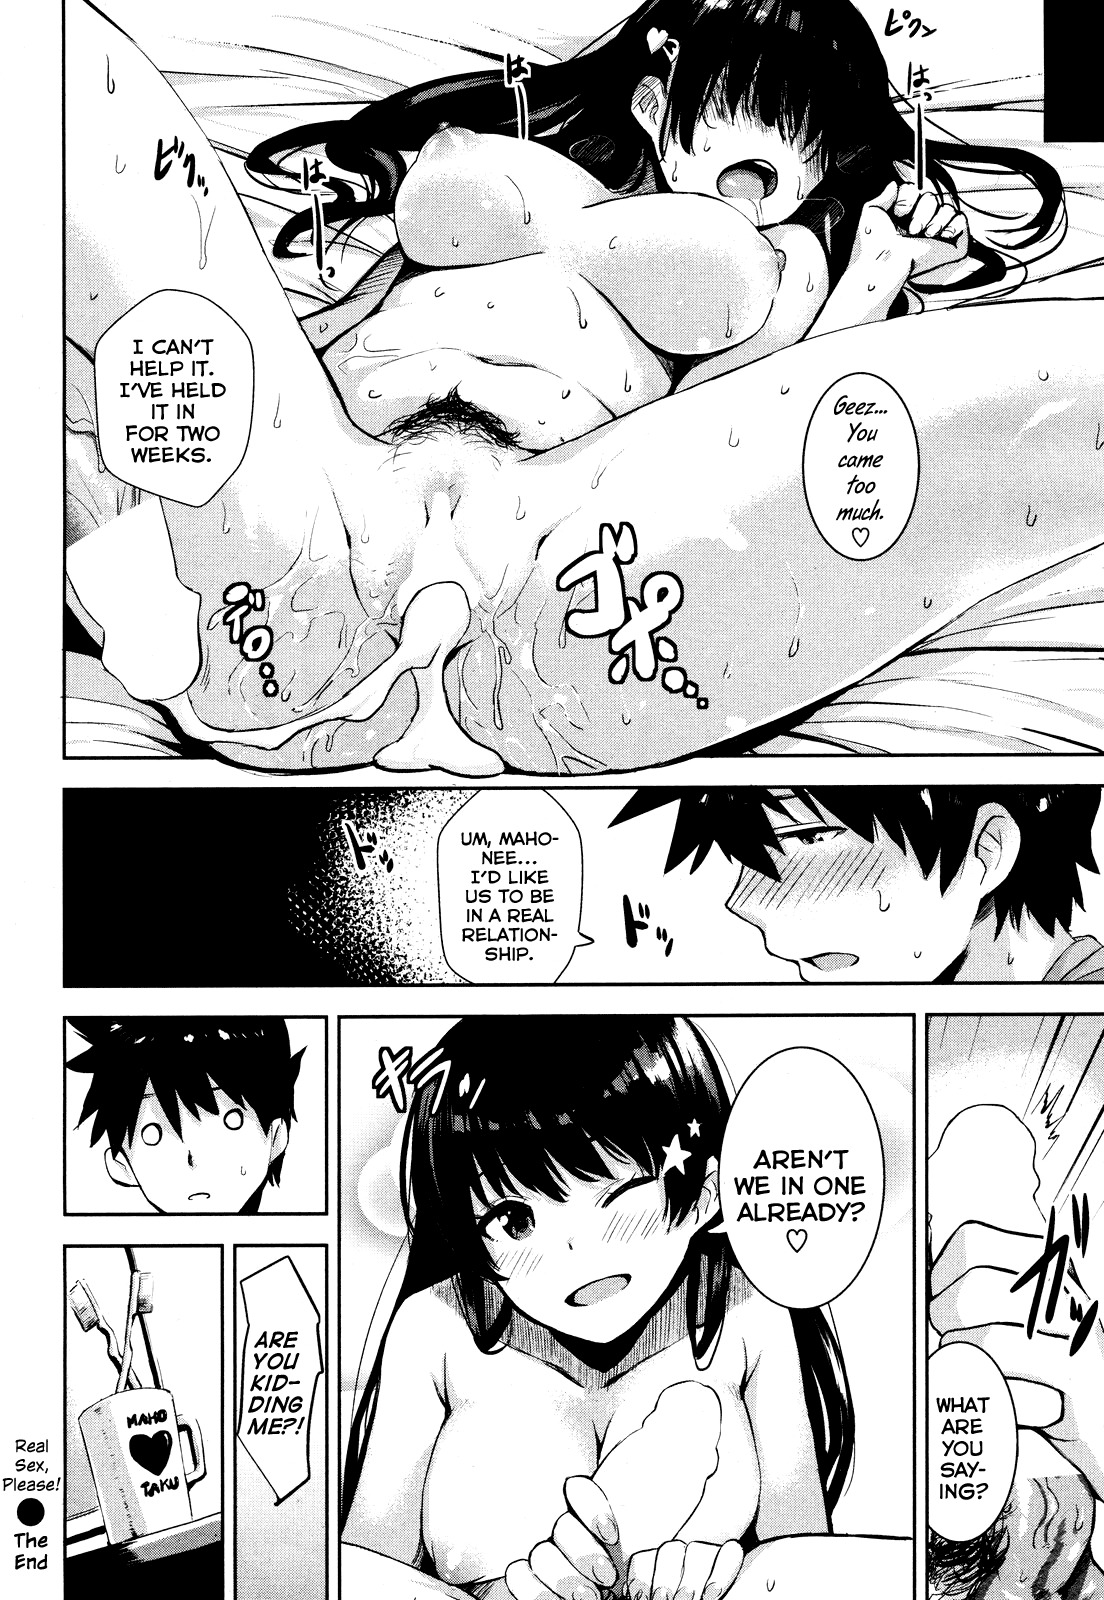 ピクン
はっ
は
は
っ
ビクッ
Geez...
You
came
too
much.
♡
I CAN'T
HELP IT.
I'VE HELD
IT IN
FOR TWO
WEEKS.
ゴポ...
デロ...
ドッ
ドッ
UM, MAHO-
NEE...
I'D LIKE
US TO BE
IN A REAL
RELATION-
SHIP.
ガッ
WHAT
ARE
YOU
SAY-
ING?
AREN'T
WE IN ONE
ALREADY?
♡
キラッ
ARE
YOU
KID-
DING
ME?!
MAHO
♥
TAKU
Real
Sex,
Please!
●
The
End